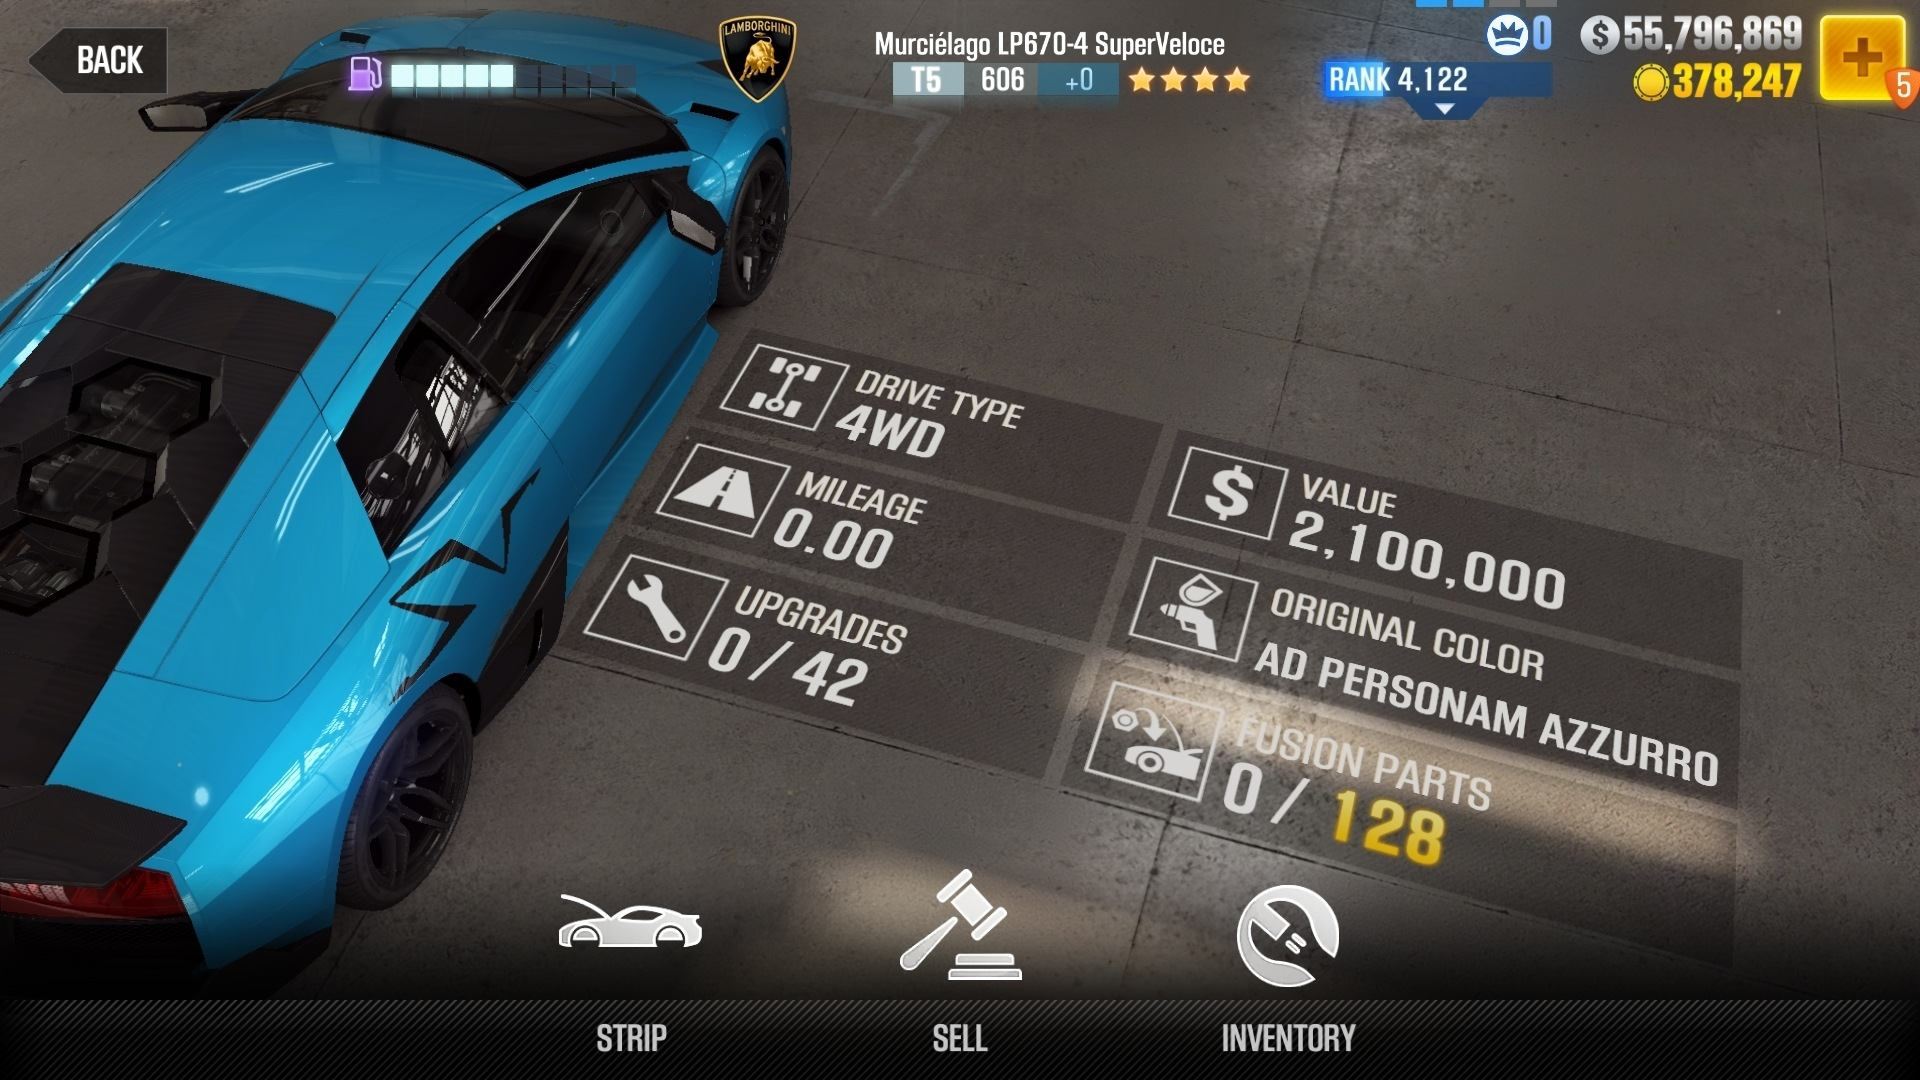 BACK
LAMBORGHINI
Murciélago LP670-4 SuperVeloce
T5 606 +0
RANK 4,122
0
$ 55,796,869
378,247
5
DRIVE TYPE
4WD
MILEAGE
0.00
UPGRADES
0 / 42
$ VALUE
2,100,000
ORIGINAL COLOR
AD PERSONAM AZZURRO
FUSION PARTS
0 / 128
STRIP
SELL
INVENTORY